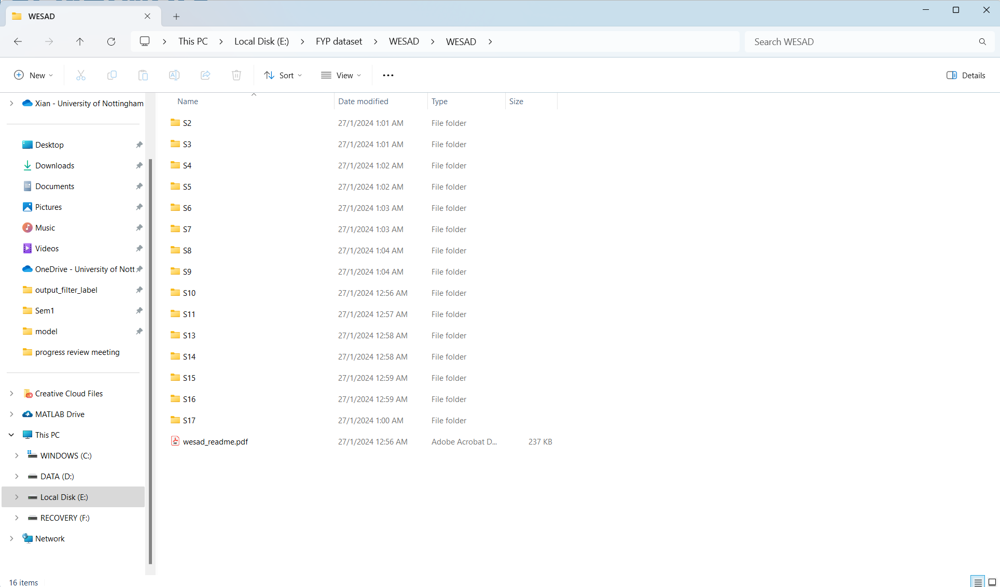 WESAD
This PC > Local Disk (E:) > FYP dataset > WESAD > WESAD >
Search WESAD
New
Sort
View
Details
Xian - University of Nottingham
Desktop
Downloads
Documents
Pictures
Music
Videos
OneDrive - University of Nott
output_filter_label
Sem1
model
progress review meeting
Creative Cloud Files
MATLAB Drive
This PC
WINDOWS (C:)
DATA (D:)
Local Disk (E:)
RECOVERY (F:)
Network
Name Date modified Type Size
S2 27/1/2024 1:01 AM File folder
S3 27/1/2024 1:01 AM File folder
S4 27/1/2024 1:02 AM File folder
S5 27/1/2024 1:02 AM File folder
S6 27/1/2024 1:03 AM File folder
S7 27/1/2024 1:03 AM File folder
S8 27/1/2024 1:04 AM File folder
S9 27/1/2024 1:04 AM File folder
S10 27/1/2024 12:56 AM File folder
S11 27/1/2024 12:57 AM File folder
S13 27/1/2024 12:58 AM File folder
S14 27/1/2024 12:58 AM File folder
S15 27/1/2024 12:59 AM File folder
S16 27/1/2024 12:59 AM File folder
S17 27/1/2024 1:00 AM File folder
wesad_readme.pdf 27/1/2024 12:56 AM Adobe Acrobat D... 237 KB
16 items